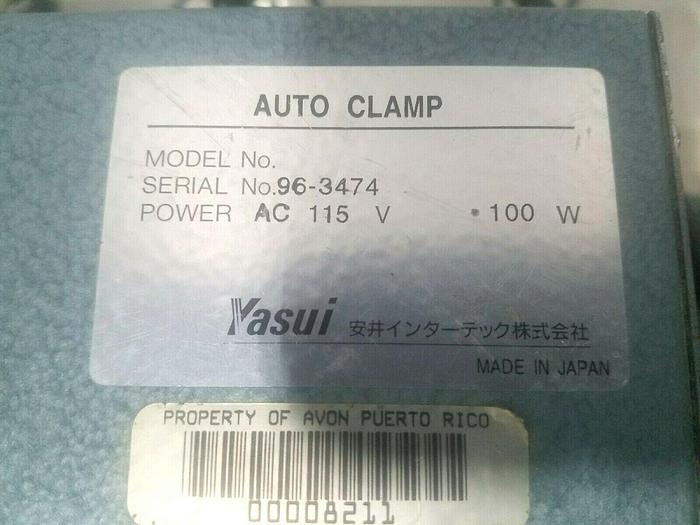 AUTO CLAMP
MODEL No.
SERIAL No.96-3474
POWER AC 115 V 100 W
Yasui 安井インターテック株式会社
MADE IN JAPAN
PROPERTY OF AVON PUERTO RICO
00008211